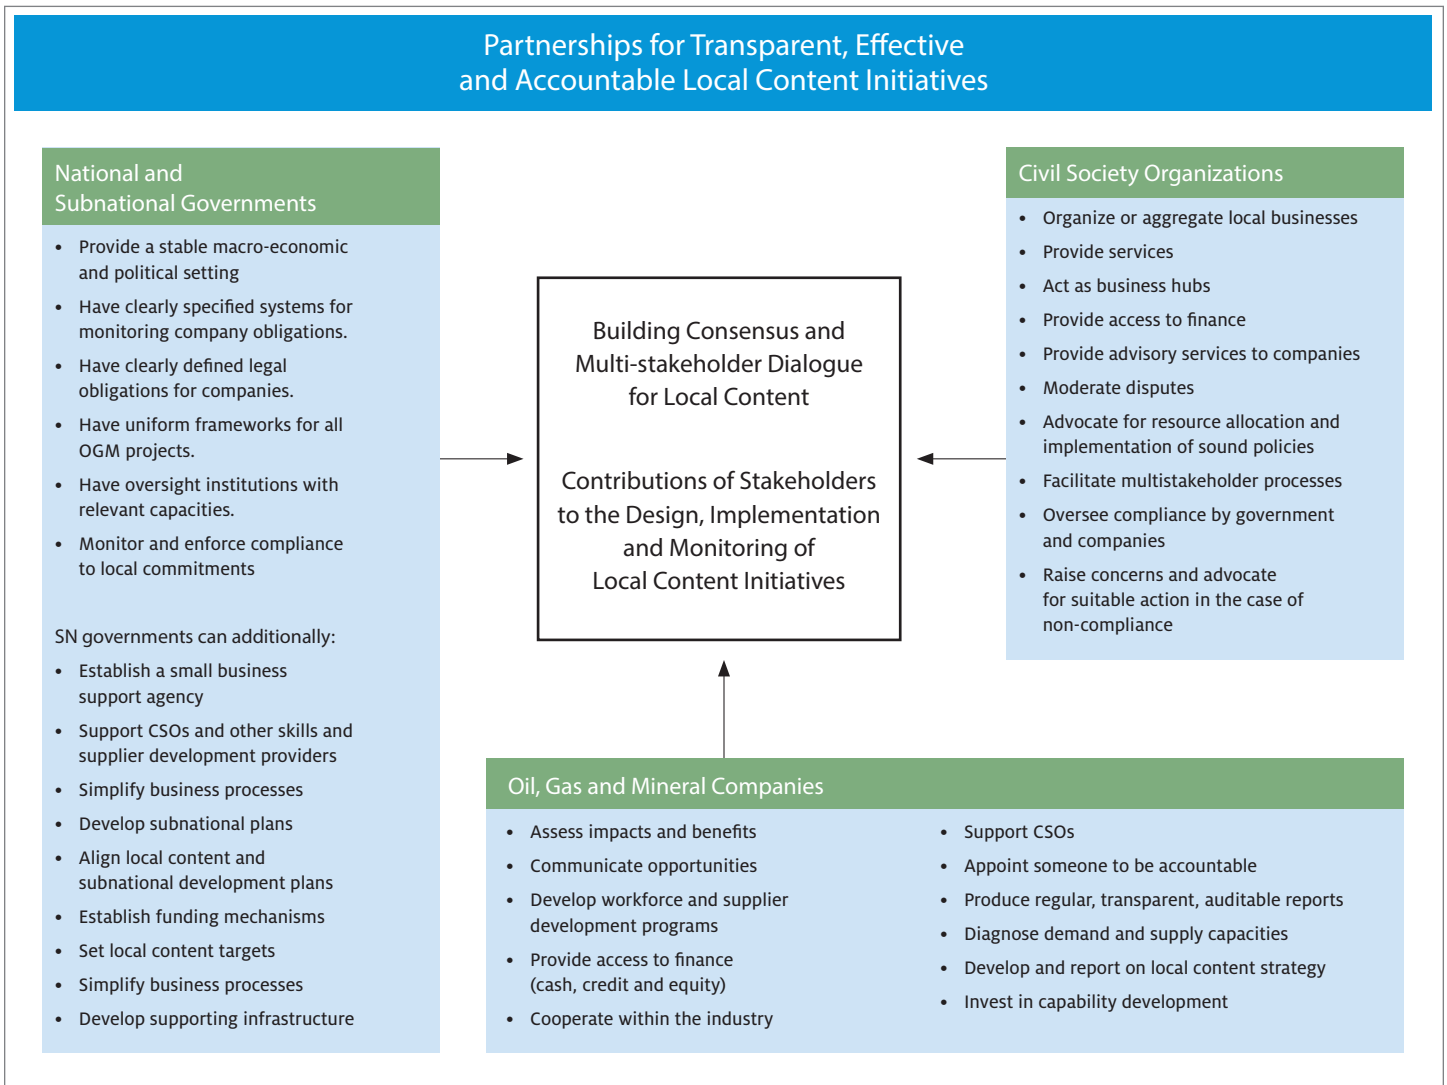 Partnerships for Transparent, Effective
and Accountable Local Content Initiatives
National and
Subnational Governments
• Provide a stable macro-economic
and political setting
• Have clearly specified systems for
monitoring company obligations.
• Have clearly defined legal
obligations for companies.
• Have uniform frameworks for all
OGM projects.
• Have oversight institutions with
relevant capacities.
• Monitor and enforce compliance
to local commitments
SN governments can additionally:
• Establish a small business
support agency
• Support CSOs and other skills and
supplier development providers
• Simplify business processes
• Develop subnational plans
• Align local content and
subnational development plans
• Establish funding mechanisms
• Set local content targets
• Simplify business processes
• Develop supporting infrastructure
Building Consensus and
Multi-stakeholder Dialogue
for Local Content
Contributions of Stakeholders
to the Design, Implementation
and Monitoring of
Local Content Initiatives
Civil Society Organizations
• Organize or aggregate local businesses
• Provide services
• Act as business hubs
• Provide access to finance
• Provide advisory services to companies
• Moderate disputes
• Advocate for resource allocation and
implementation of sound policies
• Facilitate multistakeholder processes
• Oversee compliance by government
and companies
• Raise concerns and advocate
for suitable action in the case of
non-compliance
Oil, Gas and Mineral Companies
• Assess impacts and benefits
• Communicate opportunities
• Develop workforce and supplier
development programs
• Provide access to finance
(cash, credit and equity)
• Cooperate within the industry
• Support CSOs
• Appoint someone to be accountable
• Produce regular, transparent, auditable reports
• Diagnose demand and supply capacities
• Develop and report on local content strategy
• Invest in capability development